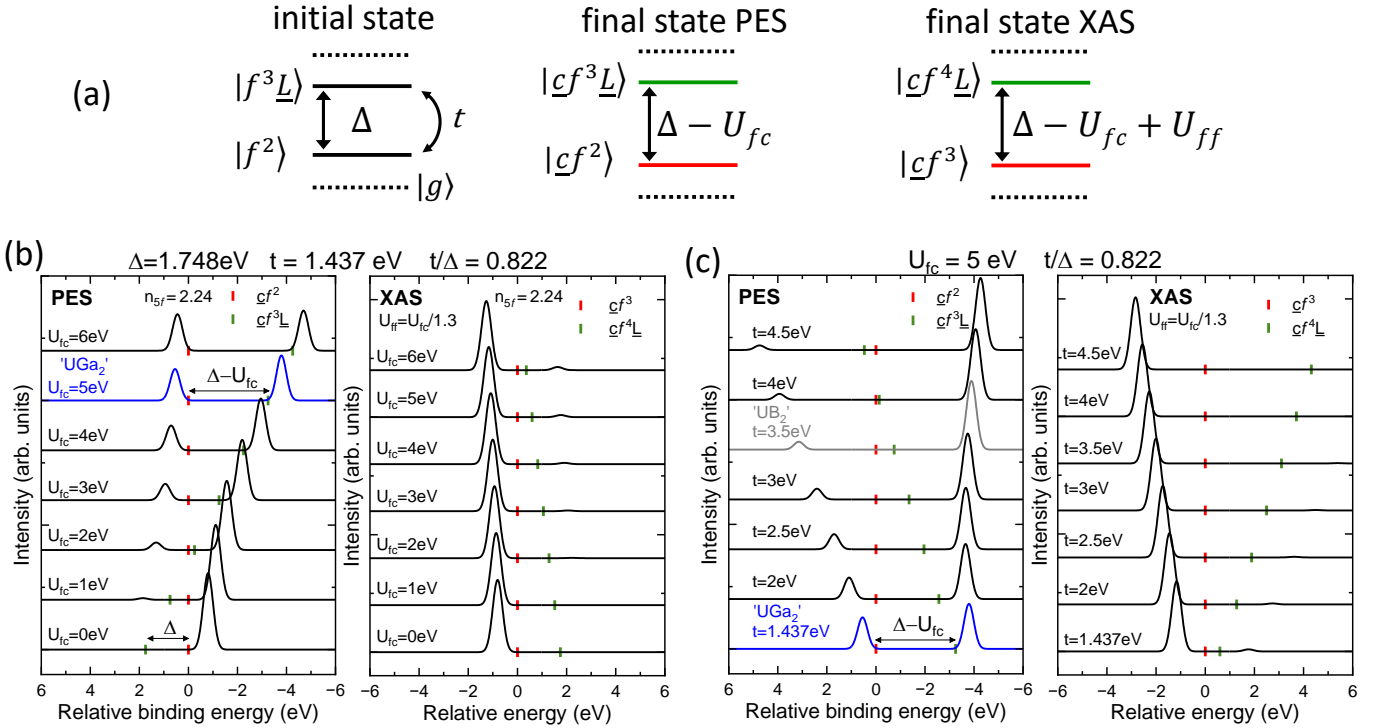 initial state
final state PES
final state XAS
(a)
|f³L̲⟩
|f²⟩
Δ
t
|g⟩
|c̲f³L̲⟩
|c̲f²⟩
Δ − U_fc
|c̲f⁴L̲⟩
|c̲f³⟩
Δ − U_fc + U_ff
(b)
Δ=1.748eV t = 1.437 eV t/Δ = 0.822
PES
n_5f = 2.24
c̲f²
c̲f³L̲
U_fc=6eV
'UGa₂'
U_fc=5eV
Δ−U_fc
U_fc=4eV
U_fc=3eV
U_fc=2eV
U_fc=1eV
Δ
U_fc=0eV
6 4 2 0 −2 −4 −6
Relative binding energy (eV)
Intensity (arb. units)
XAS
n_5f = 2.24
U_ff=U_fc/1.3
c̲f³
c̲f⁴L̲
U_fc=6eV
U_fc=5eV
U_fc=4eV
U_fc=3eV
U_fc=2eV
U_fc=1eV
U_fc=0eV
−6 −4 −2 0 2 4 6
Relative energy (eV)
Intensity (arb. units)
(c)
U_fc = 5 eV t/Δ = 0.822
PES
c̲f²
c̲f³L̲
t=4.5eV
t=4eV
'UB₂'
t=3.5eV
t=3eV
t=2.5eV
t=2eV
'UGa₂'
t=1.437eV
Δ−U_fc
6 4 2 0 −2 −4 −6
Relative binding energy (eV)
Intensity (arb. units)
XAS
U_ff=U_fc/1.3
c̲f³
c̲f⁴L̲
t=4.5eV
t=4eV
t=3.5eV
t=3eV
t=2.5eV
t=2eV
t=1.437eV
−6 −4 −2 0 2 4 6
Relative energy (eV)
Intensity (arb. units)